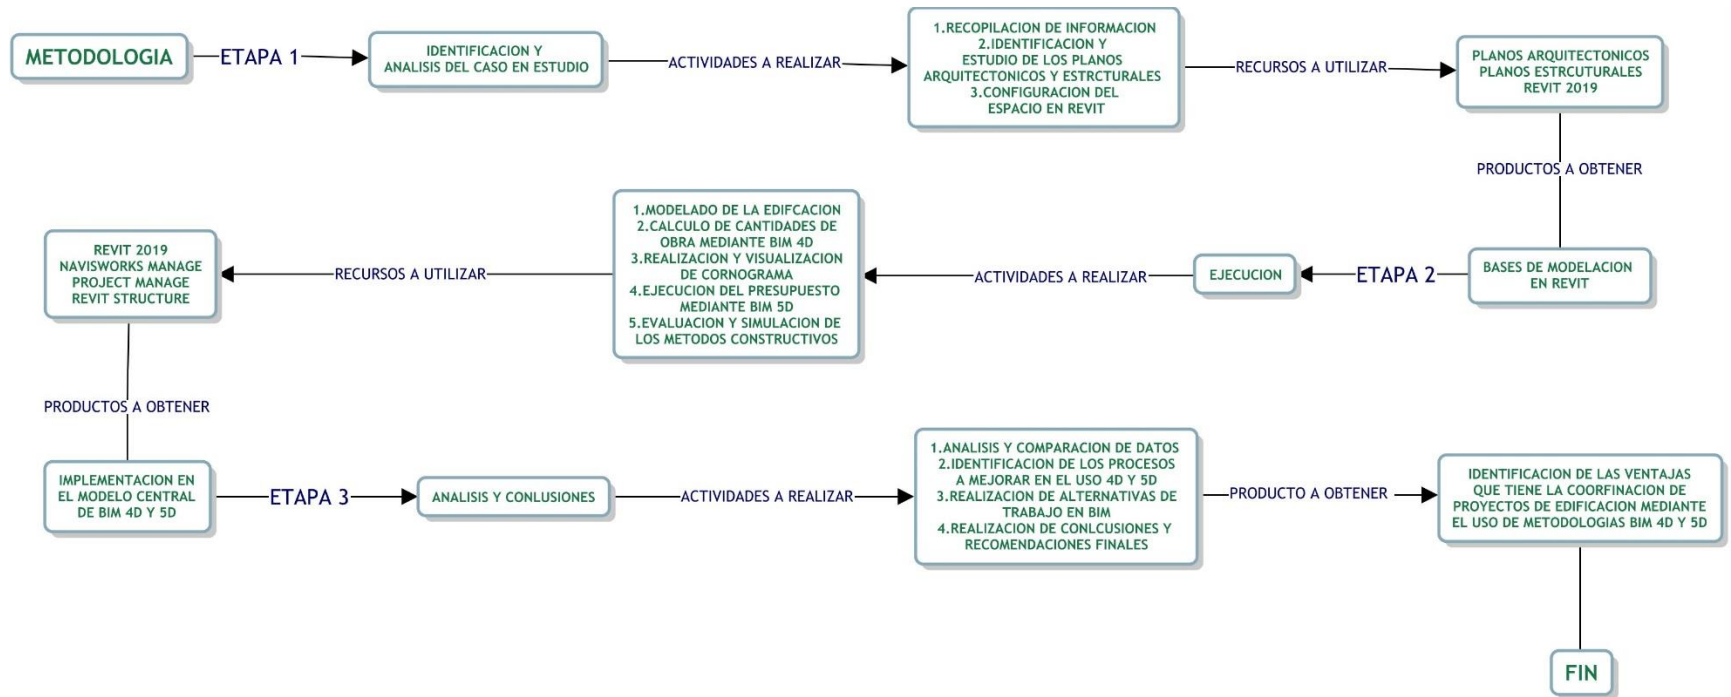 METODOLOGIA
ETAPA 1
IDENTIFICACION Y
ANALISIS DEL CASO EN ESTUDIO
ACTIVIDADES A REALIZAR
1.RECOPILACION DE INFORMACION
2.IDENTIFICACION Y
ESTUDIO DE LOS PLANOS
ARQUITECTONICOS Y ESTRCTURALES
3.CONFIGURACION DEL
ESPACIO EN REVIT
RECURSOS A UTILIZAR
PLANOS ARQUITECTONICOS
PLANOS ESTRCUTURALES
REVIT 2019
PRODUCTOS A OBTENER
BASES DE MODELACION
EN REVIT
ETAPA 2
EJECUCION
ACTIVIDADES A REALIZAR
1.MODELADO DE LA EDIFCACION
2.CALCULO DE CANTIDADES DE
OBRA MEDIANTE BIM 4D
3.REALIZACION Y VISUALIZACION
DE CORNOGRAMA
4.EJECUCION DEL PRESUPUESTO
MEDIANTE BIM 5D
5.EVALUACION Y SIMULACION DE
LOS METODOS CONSTRUCTIVOS
RECURSOS A UTILIZAR
REVIT 2019
NAVISWORKS MANAGE
PROJECT MANAGE
REVIT STRUCTURE
PRODUCTOS A OBTENER
IMPLEMENTACION EN
EL MODELO CENTRAL
DE BIM 4D Y 5D
ETAPA 3
ANALISIS Y CONLUSIONES
ACTIVIDADES A REALIZAR
1.ANALISIS Y COMPARACION DE DATOS
2.IDENTIFICACION DE LOS PROCESOS
A MEJORAR EN EL USO 4D Y 5D
3.REALIZACION DE ALTERNATIVAS DE
TRABAJO EN BIM
4.REALIZACION DE CONLCUSIONES Y
RECOMENDACIONES FINALES
PRODUCTO A OBTENER
IDENTIFICACION DE LAS VENTAJAS
QUE TIENE LA COORFINACION DE
PROYECTOS DE EDIFICACION MEDIANTE
EL USO DE METODOLOGIAS BIM 4D Y 5D
FIN